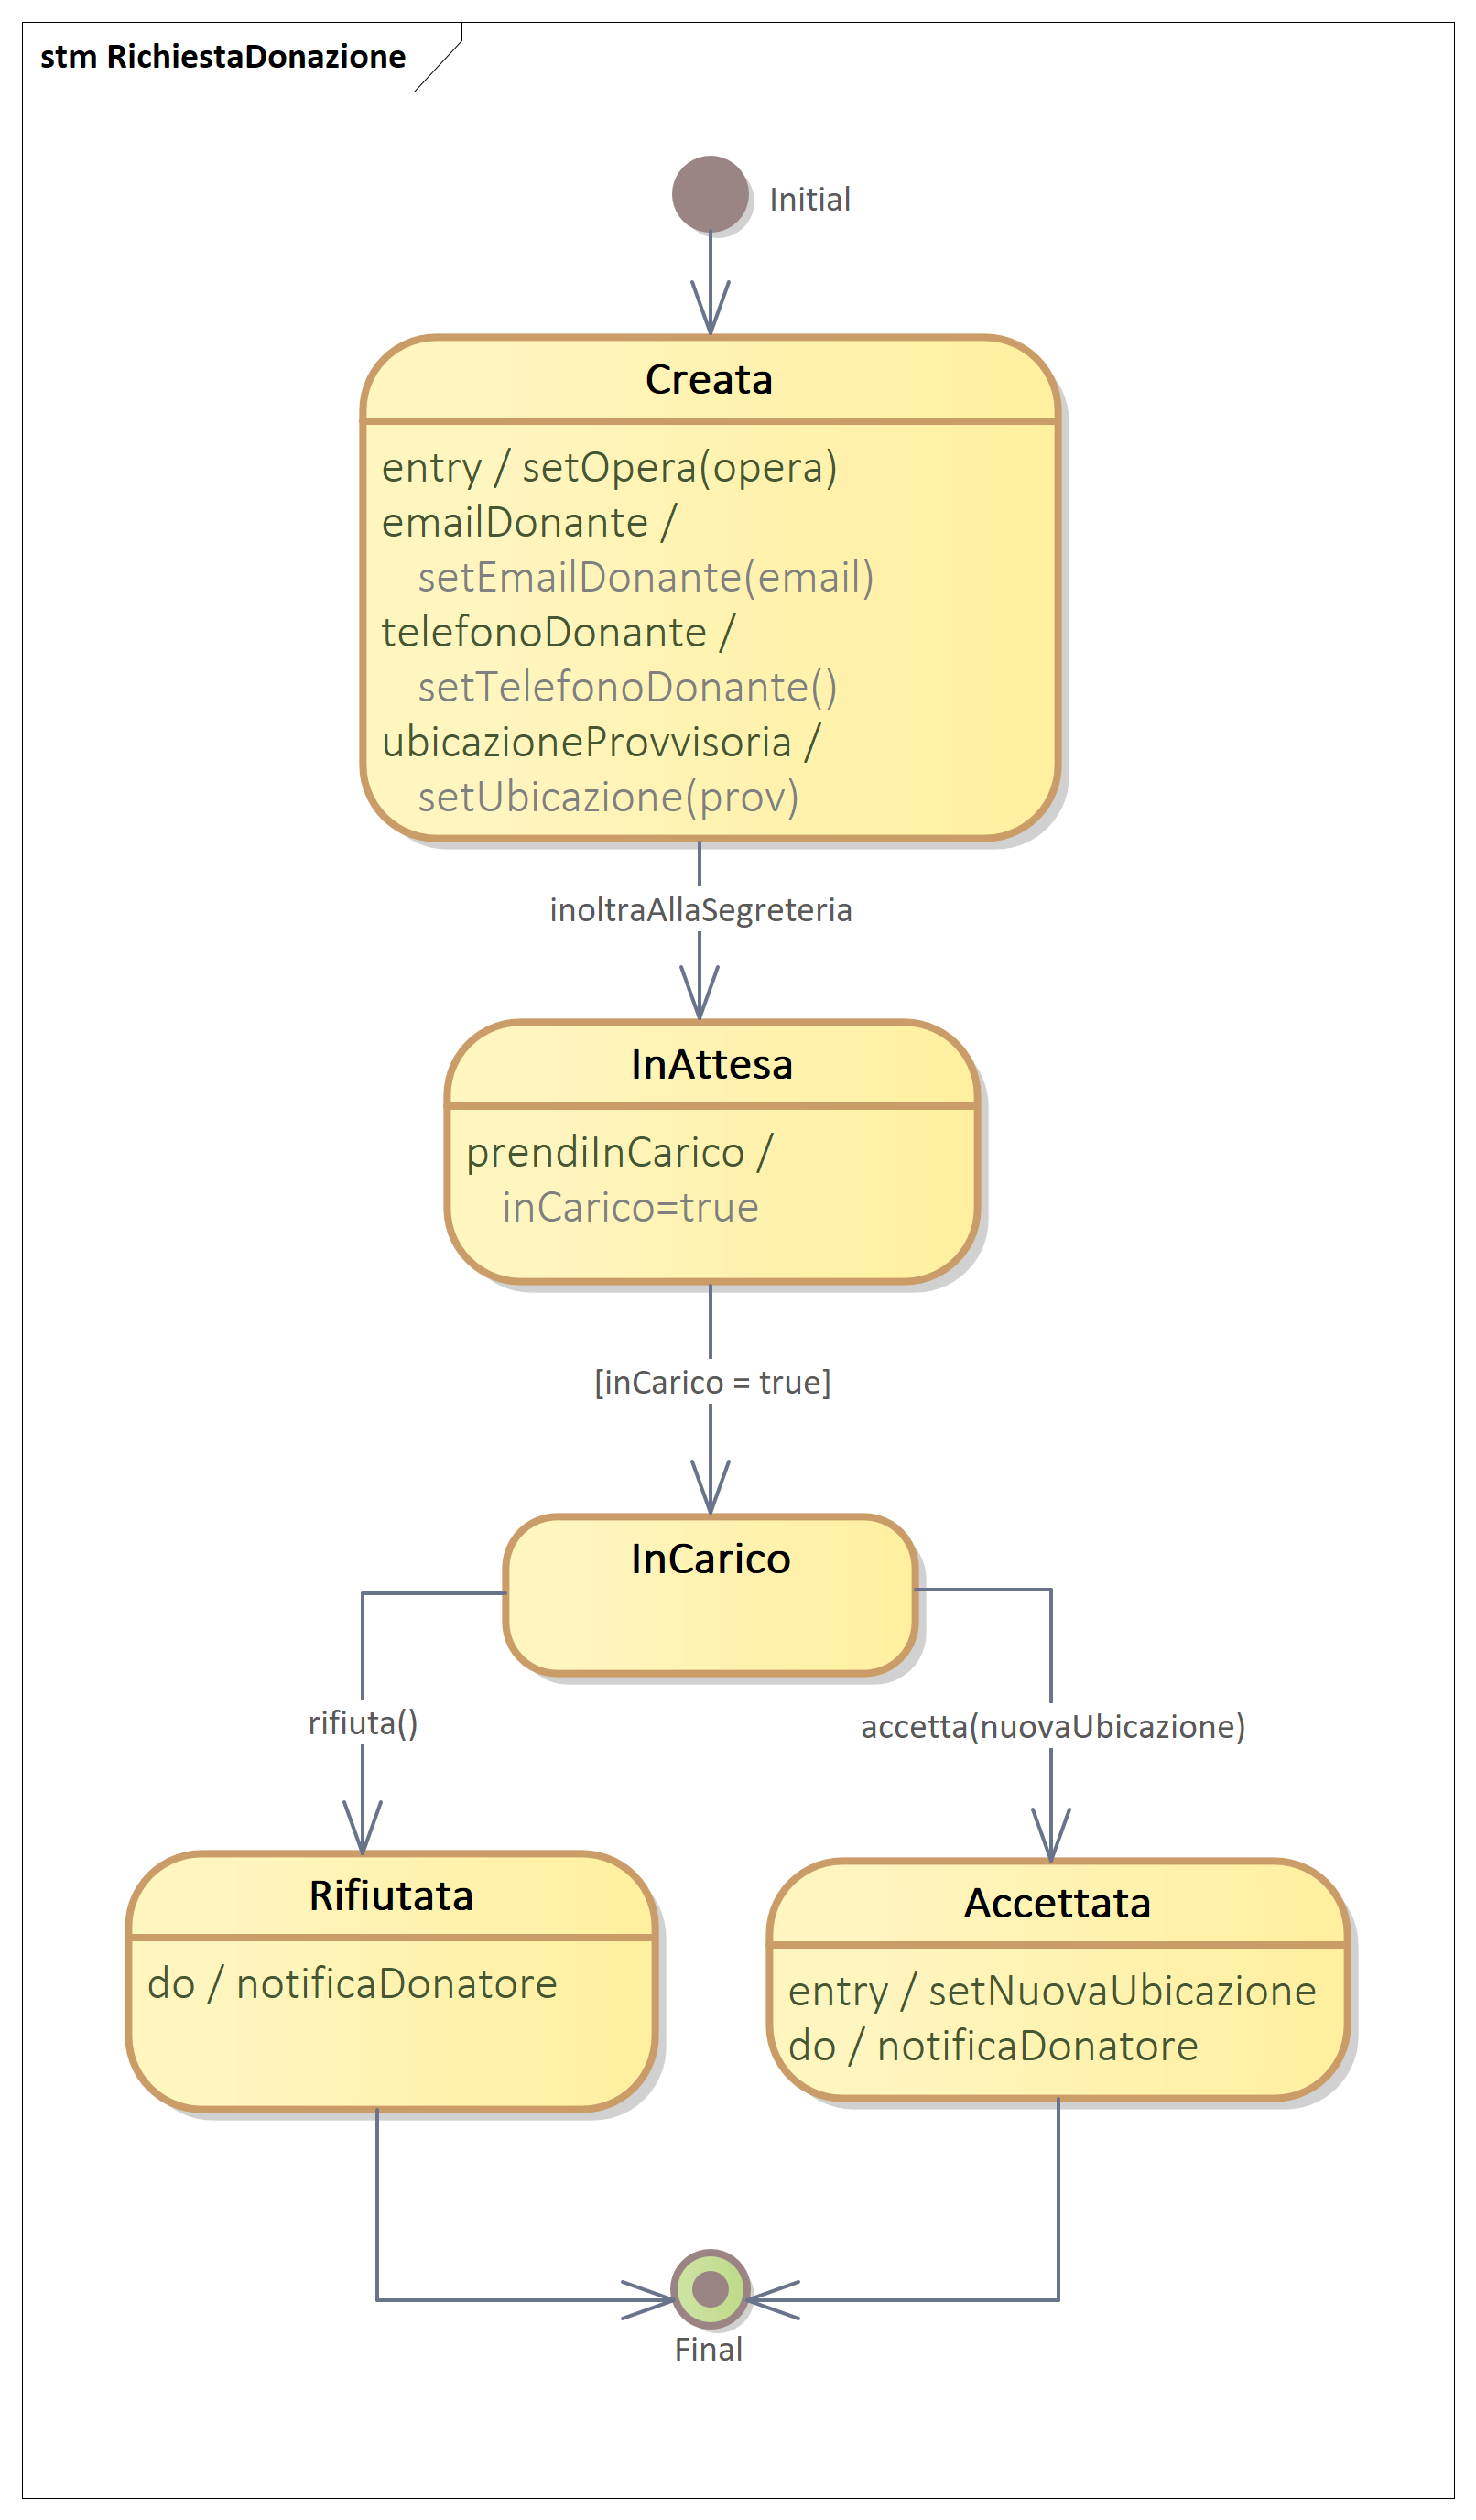 stm RichiestaDonazione
Initial
Creata
entry / setOpera(opera)
emailDonante /
setEmailDonante(email)
telefonoDonante /
setTelefonoDonante()
ubicazioneProvvisoria /
setUbicazione(prov)
inoltraAllaSegreteria
InAttesa
prendiInCarico /
inCarico=true
[inCarico = true]
InCarico
rifiuta()
accetta(nuovaUbicazione)
Rifiutata
do / notificaDonatore
Accettata
entry / setNuovaUbicazione
do / notificaDonatore
Final